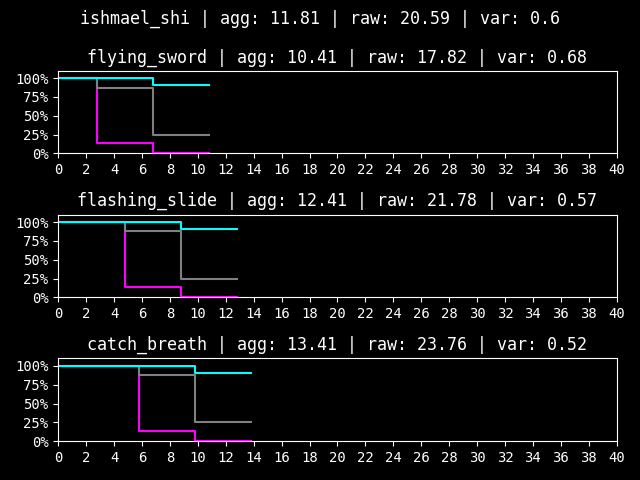 ishmael_shi | agg: 11.81 | raw: 20.59 | var: 0.6
flying_sword | agg: 10.41 | raw: 17.82 | var: 0.68
100%
75%
50%
25%
0%
0 2 4 6 8 10 12 14 16 18 20 22 24 26 28 30 32 34 36 38 40
flashing_slide | agg: 12.41 | raw: 21.78 | var: 0.57
100%
75%
50%
25%
0%
0 2 4 6 8 10 12 14 16 18 20 22 24 26 28 30 32 34 36 38 40
catch_breath | agg: 13.41 | raw: 23.76 | var: 0.52
100%
75%
50%
25%
0%
0 2 4 6 8 10 12 14 16 18 20 22 24 26 28 30 32 34 36 38 40